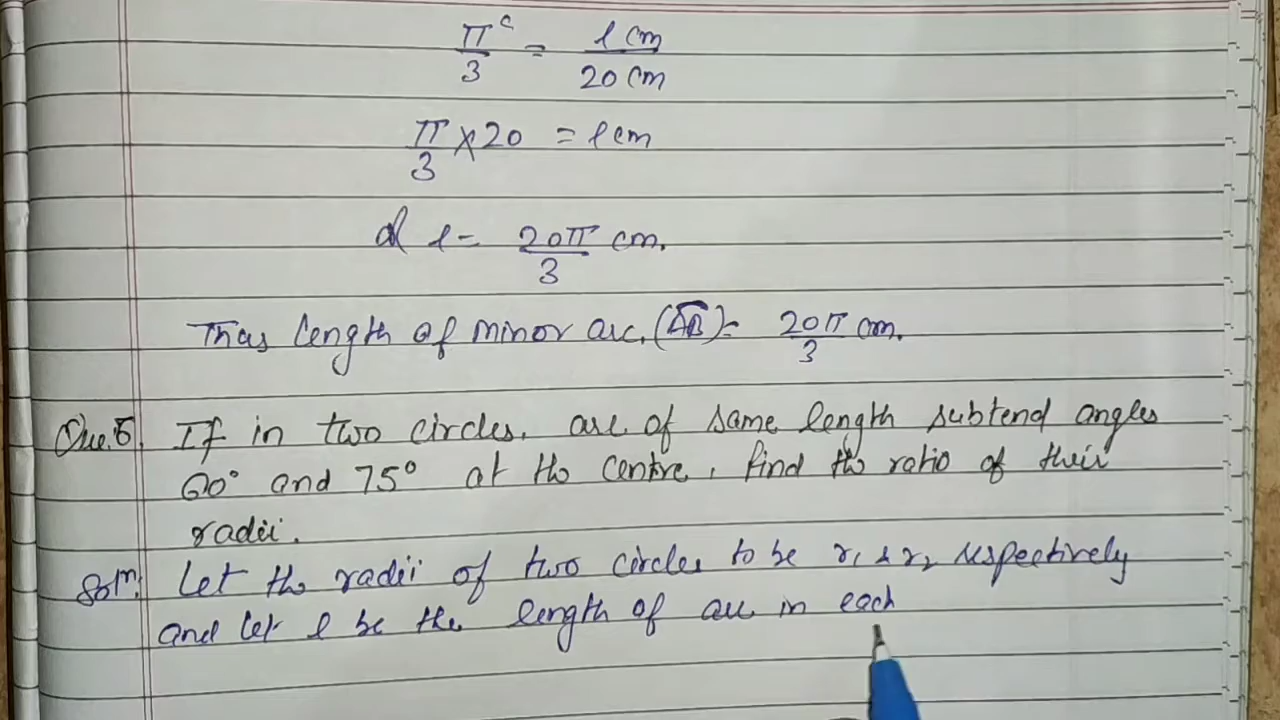 π^c/3 = l cm/20 cm
π/3 × 20 = l cm
or l = 20π/3 cm.
Thus length of minor arc. (AB) = 20π/3 cm.
Que.5. If in two circles, arc of same length subtend angles
60° and 75° at the centre, find the ratio of their
radii.
Solⁿ: Let the radii of two circles to be r₁ & r₂ respectively
and let l be the length of arc in each